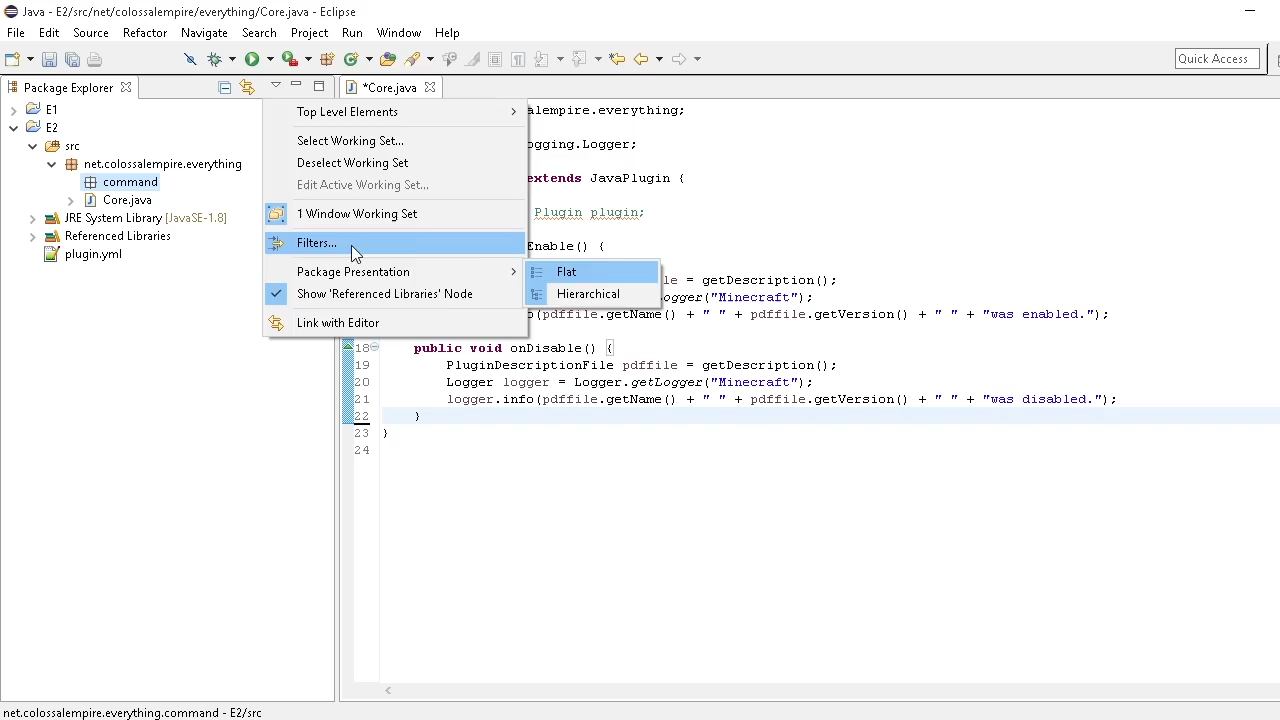 Java - E2/src/net/colossalempire/everything/Core.java - Eclipse
File Edit Source Refactor Navigate Search Project Run Window Help
Quick Access
Package Explorer
*Core.java
E1
E2
src
net.colossalempire.everything
command
Core.java
JRE System Library [JavaSE-1.8]
Referenced Libraries
plugin.yml
Top Level Elements
Select Working Set...
Deselect Working Set
Edit Active Working Set...
1 Window Working Set
Filters...
Package Presentation
Show 'Referenced Libraries' Node
Link with Editor
Flat
Hierarchical
alempire.everything;
ogging.Logger;
extends JavaPlugin {
Plugin plugin;
Enable() {
ile = getDescription();
ogger("Minecraft");
o(pdffile.getName() + " " + pdffile.getVersion() + " " + "was enabled.");
18 public void onDisable() {
19 PluginDescriptionFile pdffile = getDescription();
20 Logger logger = Logger.getLogger("Minecraft");
21 logger.info(pdffile.getName() + " " + pdffile.getVersion() + " " + "was disabled.");
22 }
23 }
24
net.colossalempire.everything.command - E2/src